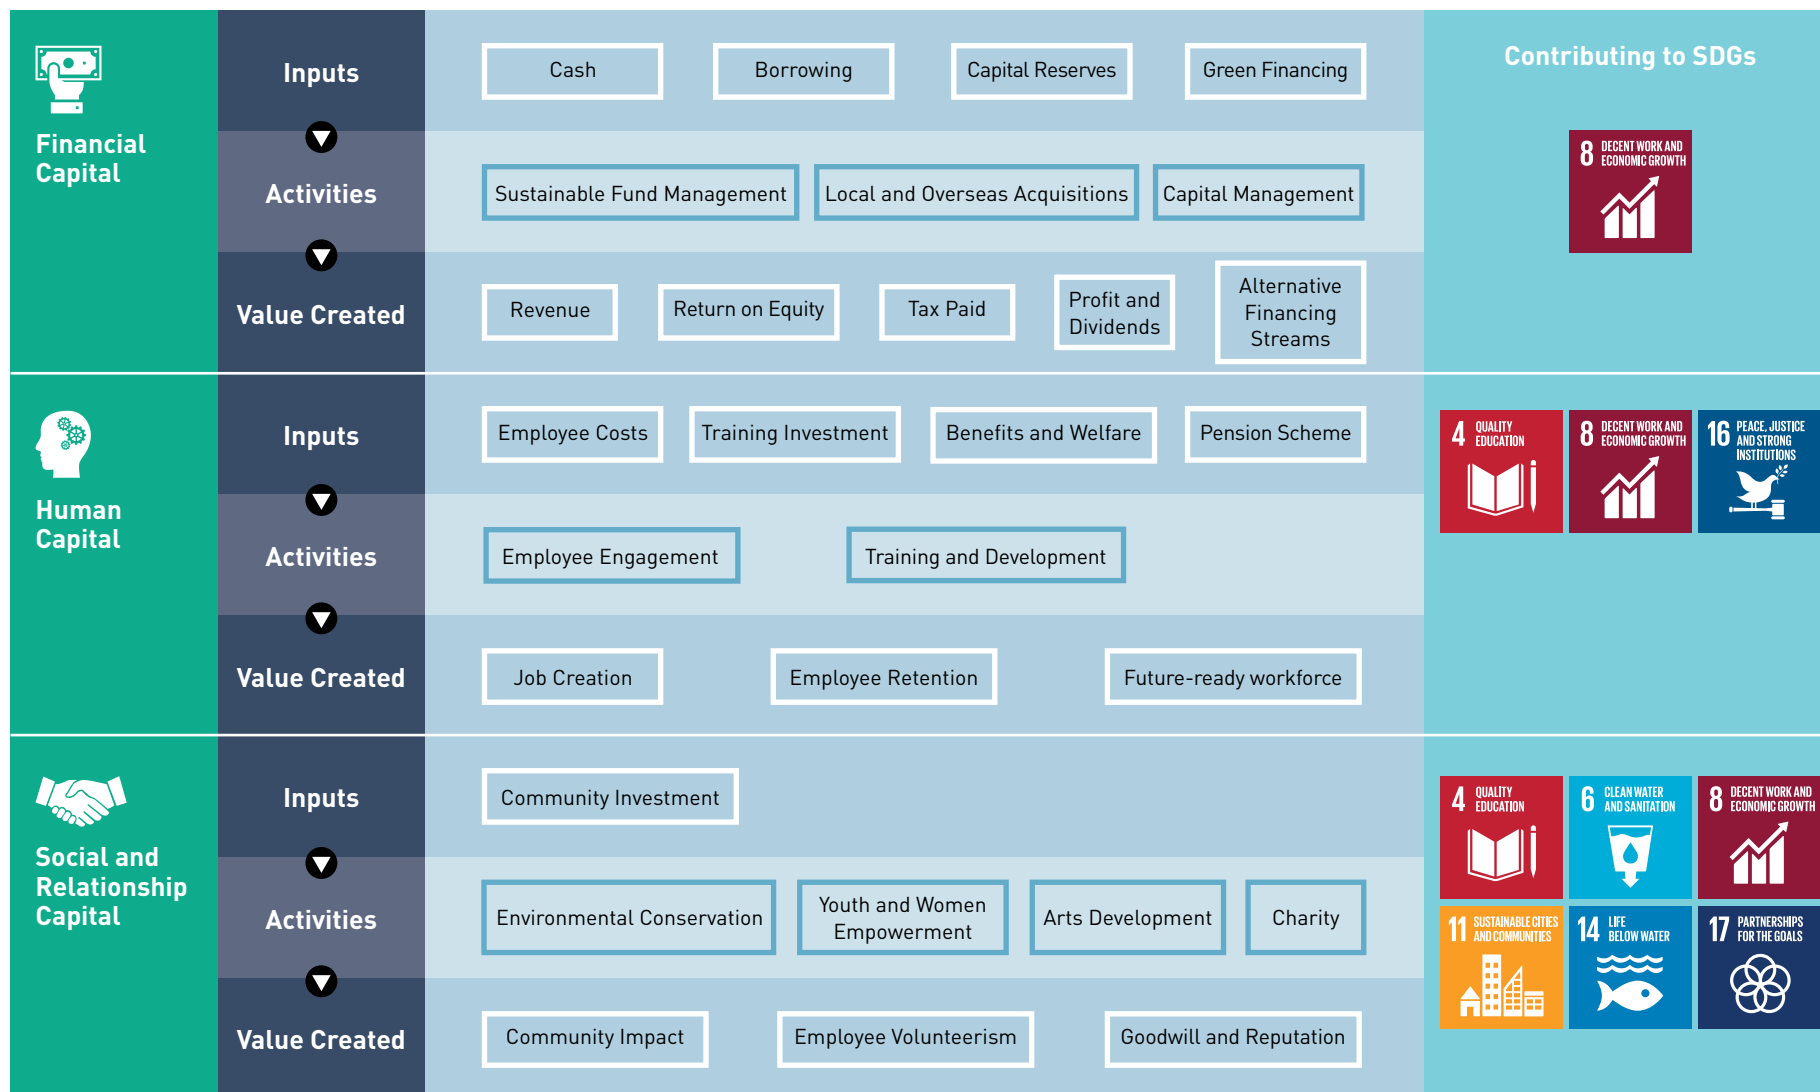 Financial
Capital
Inputs
Cash
Borrowing
Capital Reserves
Green Financing
Activities
Sustainable Fund Management
Local and Overseas Acquisitions
Capital Management
Value Created
Revenue
Return on Equity
Tax Paid
Profit and
Dividends
Alternative
Financing
Streams
Contributing to SDGs
8 DECENT WORK AND
ECONOMIC GROWTH
Human
Capital
Inputs
Employee Costs
Training Investment
Benefits and Welfare
Pension Scheme
Activities
Employee Engagement
Training and Development
Value Created
Job Creation
Employee Retention
Future-ready workforce
4 QUALITY
EDUCATION
8 DECENT WORK AND
ECONOMIC GROWTH
16 PEACE, JUSTICE
AND STRONG
INSTITUTIONS
Social and
Relationship
Capital
Inputs
Community Investment
Activities
Environmental Conservation
Youth and Women
Empowerment
Arts Development
Charity
Value Created
Community Impact
Employee Volunteerism
Goodwill and Reputation
4 QUALITY
EDUCATION
6 CLEAN WATER
AND SANITATION
8 DECENT WORK AND
ECONOMIC GROWTH
11 SUSTAINABLE CITIES
AND COMMUNITIES
14 LIFE
BELOW WATER
17 PARTNERSHIPS
FOR THE GOALS